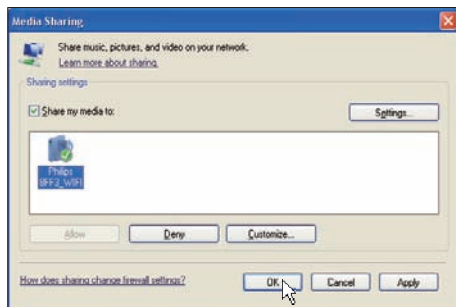 Media Sharing
Share music, pictures, and video on your network.
Learn more about sharing.
Sharing settings
Share my media to:
Settings...
Philips
8FF3_WIFI
Allow
Deny
Customize...
How does sharing change firewall settings?
OK
Cancel
Apply